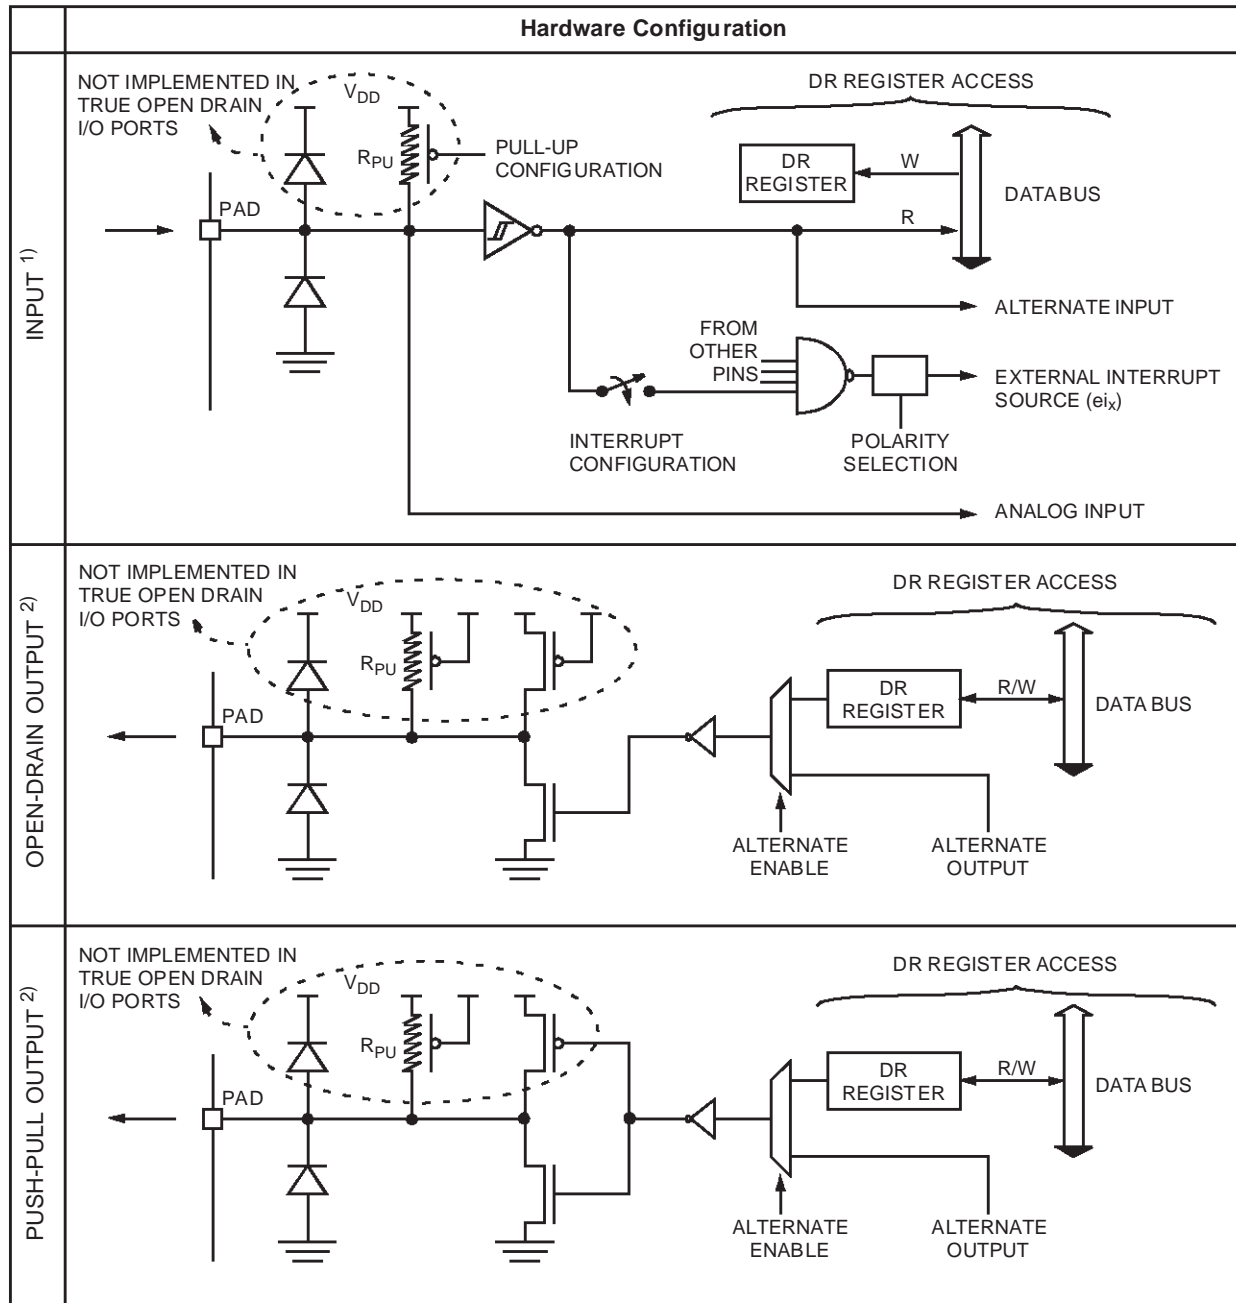 Hardware Configuration
INPUT 1)
NOT IMPLEMENTED IN
TRUE OPEN DRAIN
I/O PORTS
VDD
RPU
PULL-UP
CONFIGURATION
PAD
DR REGISTER ACCESS
DR
REGISTER
W
R
DATABUS
ALTERNATE INPUT
FROM
OTHER
PINS
EXTERNAL INTERRUPT
SOURCE (eix)
INTERRUPT
CONFIGURATION
POLARITY
SELECTION
ANALOG INPUT
OPEN-DRAIN OUTPUT 2)
NOT IMPLEMENTED IN
TRUE OPEN DRAIN
I/O PORTS
VDD
RPU
PAD
DR REGISTER ACCESS
DR
REGISTER
R/W
DATA BUS
ALTERNATE
ENABLE
ALTERNATE
OUTPUT
PUSH-PULL OUTPUT 2)
NOT IMPLEMENTED IN
TRUE OPEN DRAIN
I/O PORTS
VDD
RPU
PAD
DR REGISTER ACCESS
DR
REGISTER
R/W
DATA BUS
ALTERNATE
ENABLE
ALTERNATE
OUTPUT